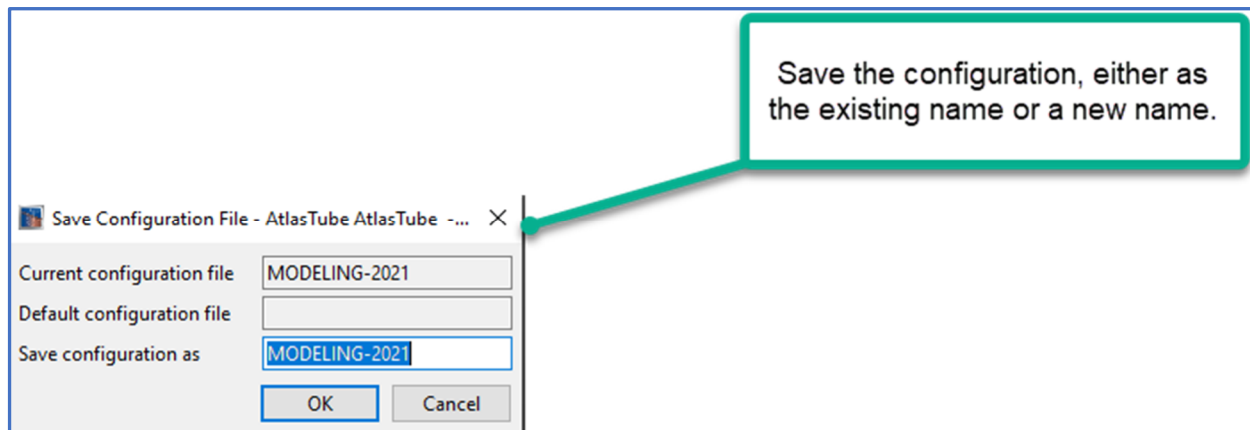 Save the configuration, either as
the existing name or a new name.
Save Configuration File - AtlasTube AtlasTube -...
Current configuration file MODELING-2021
Default configuration file
Save configuration as MODELING-2021
OK Cancel